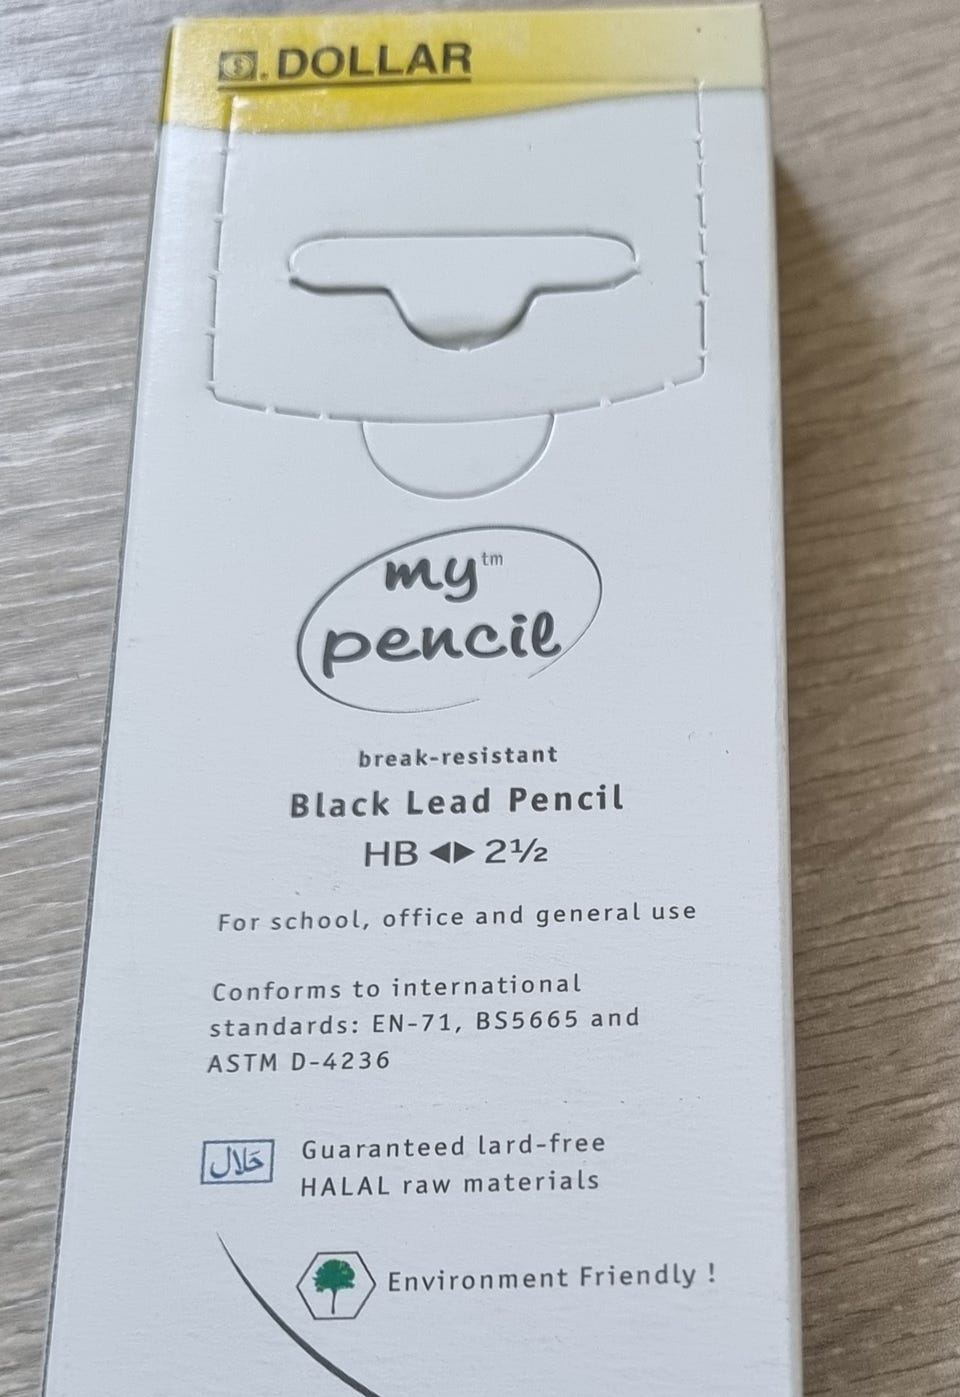 $. DOLLAR
my tm
pencil
break-resistant
Black Lead Pencil
HB ◀▶ 2½
For school, office and general use
Conforms to international
standards: EN-71, BS5665 and
ASTM D-4236
حلال
Guaranteed lard-free
HALAL raw materials
Environment Friendly !